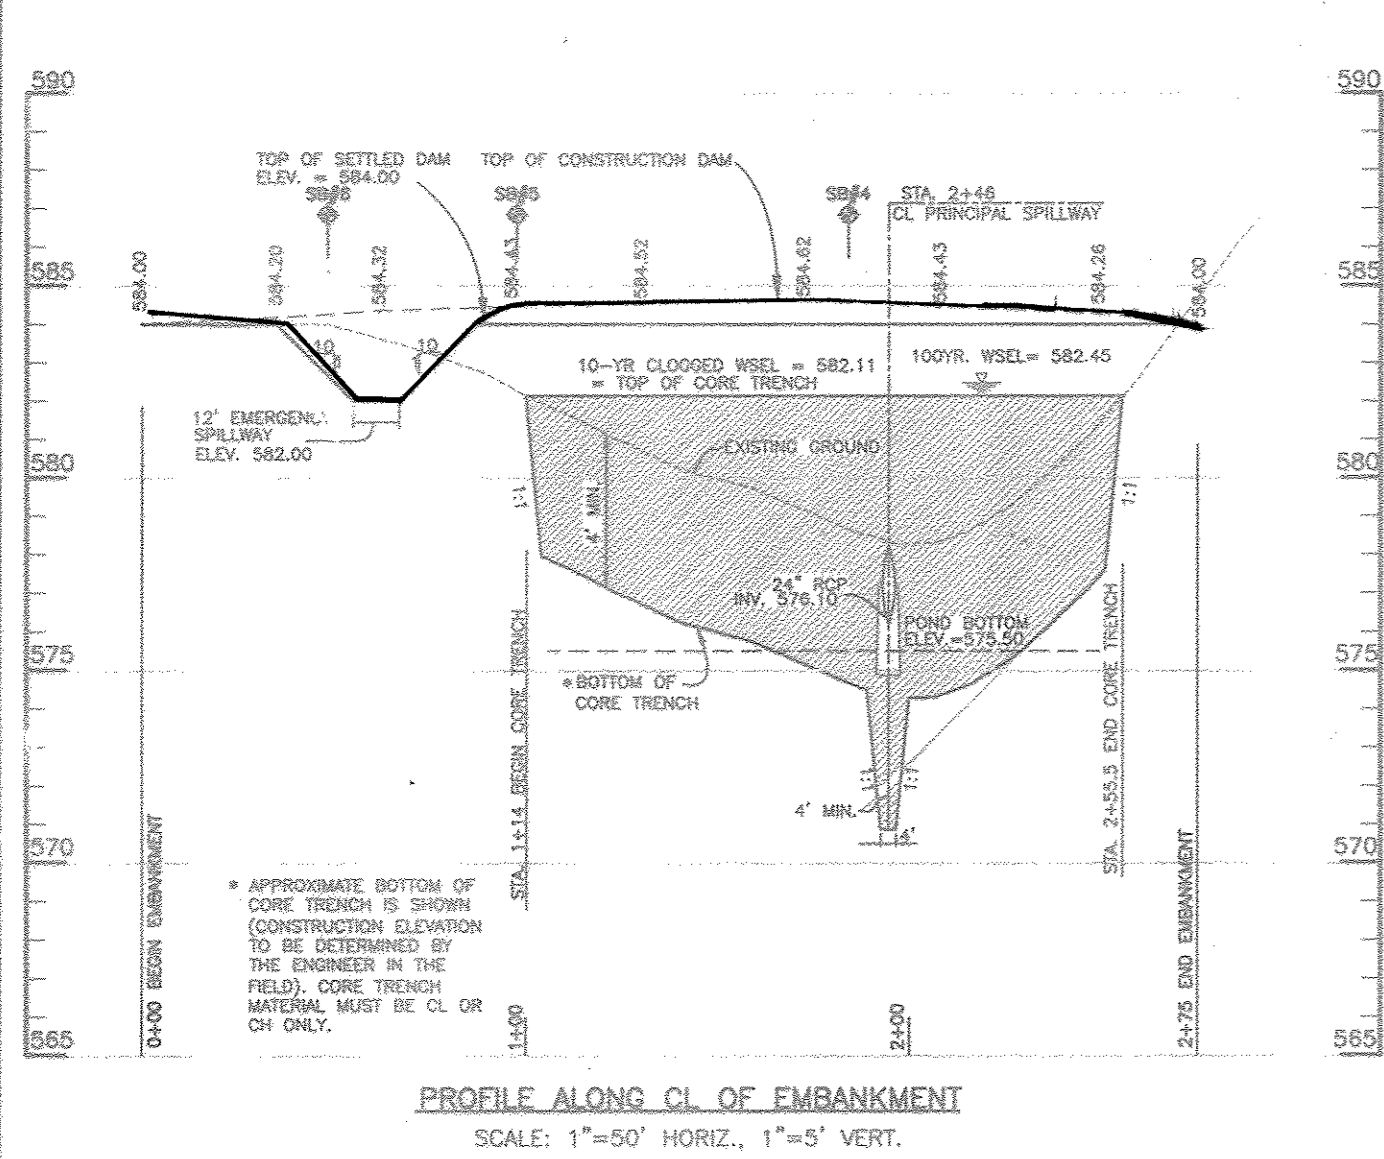 590
590
TOP OF SETTLED DAM
ELEV. = 584.00
TOP OF CONSTRUCTION DAM
SB#6
SB#5
SB#4
STA. 2+46
CL PRINCIPAL SPILLWAY
584.00
584.20
584.32
584.43
584.52
584.62
584.43
584.26
584.00
585
585
10
10
10-YR CLOGGED WSEL = 582.11
= TOP OF CORE TRENCH
100YR. WSEL= 582.45
12' EMERGENCY
SPILLWAY
ELEV. 582.00
EXISTING GROUND
580
580
1:1
4' MIN.
1:1
24" RCP
INV. 576.10
POND BOTTOM
ELEV.=575.50
575
575
* BOTTOM OF
CORE TRENCH
STA. 1+14 BEGIN CORE TRENCH
STA. 2+55.5 END CORE TRENCH
1:1
1:1
4' MIN.
4'
570
570
* APPROXIMATE BOTTOM OF
CORE TRENCH IS SHOWN
(CONSTRUCTION ELEVATION
TO BE DETERMINED BY
THE ENGINEER IN THE
FIELD). CORE TRENCH
MATERIAL MUST BE CL OR
CH ONLY.
0+00 BEGIN EMBANKMENT
1+00
2+00
2+75 END EMBANKMENT
565
565
PROFILE ALONG CL OF EMBANKMENT
SCALE: 1"=50' HORIZ., 1"=5' VERT.